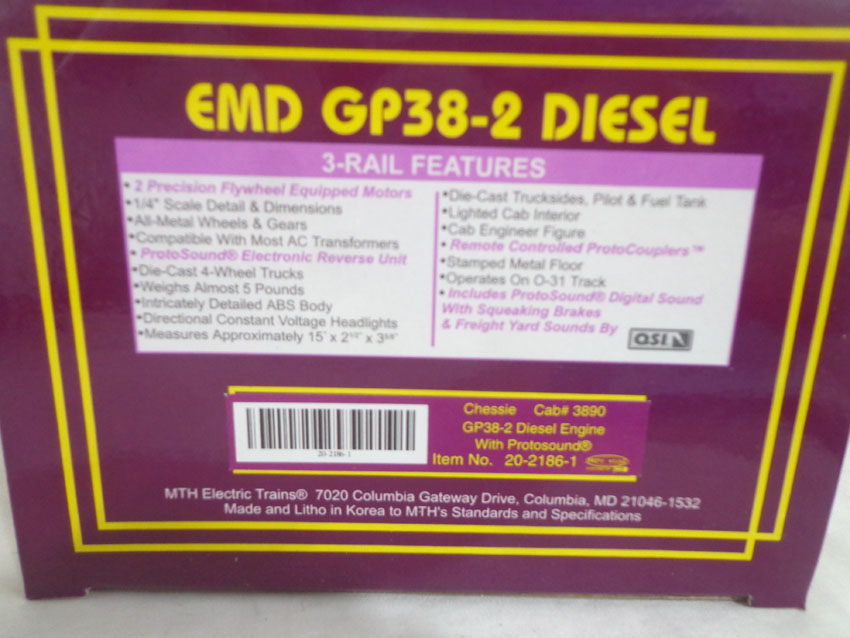 EMD GP38-2 DIESEL
3-RAIL FEATURES
•2 Precision Flywheel Equipped Motors
•1/4" Scale Detail & Dimensions
•All-Metal Wheels & Gears
•Compatible With Most AC Transformers
•ProtoSound® Electronic Reverse Unit
•Die-Cast 4-Wheel Trucks
•Weighs Almost 5 Pounds
•Intricately Detailed ABS Body
•Directional Constant Voltage Headlights
•Measures Approximately 15" x 2 1/2" x 3 3/4"
•Die-Cast Trucksides, Pilot & Fuel Tank
•Lighted Cab Interior
•Cab Engineer Figure
•Remote Controlled ProtoCouplers™
•Stamped Metal Floor
•Operates On O-31 Track
•Includes ProtoSound® Digital Sound
With Squeaking Brakes
& Freight Yard Sounds By
QSI
20-2186-1
Chessie Cab# 3890
GP38-2 Diesel Engine
With Protosound®
Item No. 20-2186-1
MTH Electric Trains® 7020 Columbia Gateway Drive, Columbia, MD 21046-1532
Made and Litho in Korea to MTH's Standards and Specifications